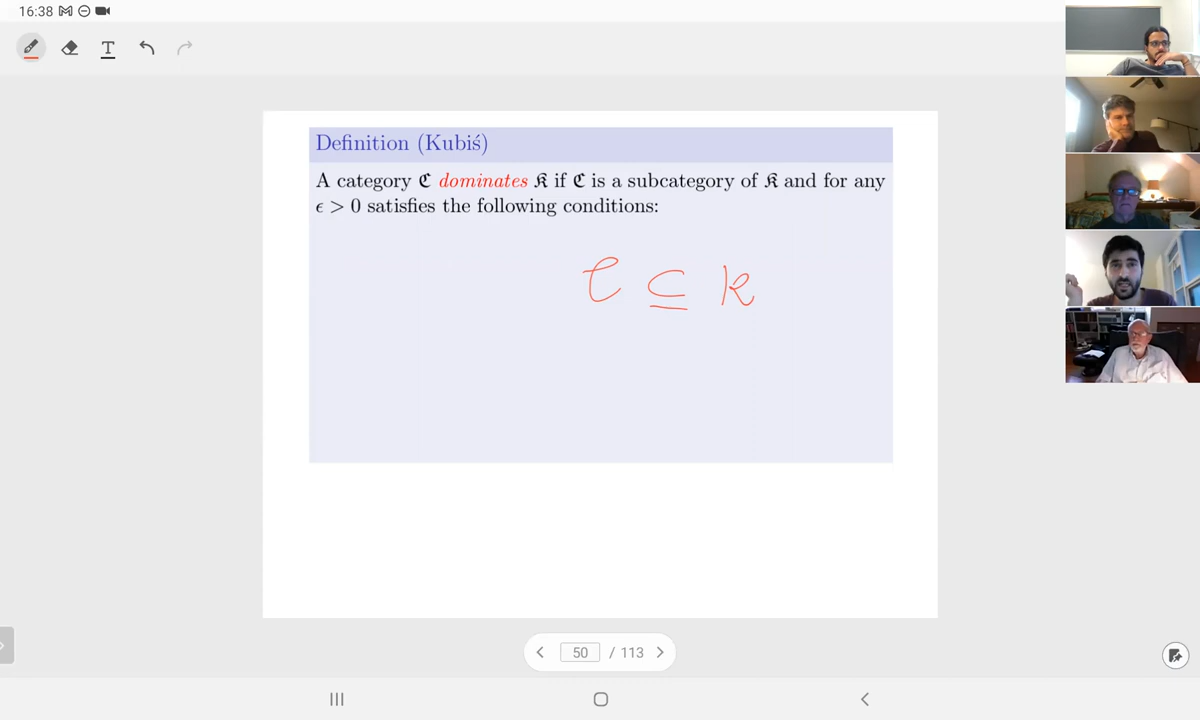 16:38
T
Definition (Kubiś)
A category ℭ dominates 𝔎 if ℭ is a subcategory of 𝔎 and for any
ϵ > 0 satisfies the following conditions:
ℭ ⊆ k
50 / 113